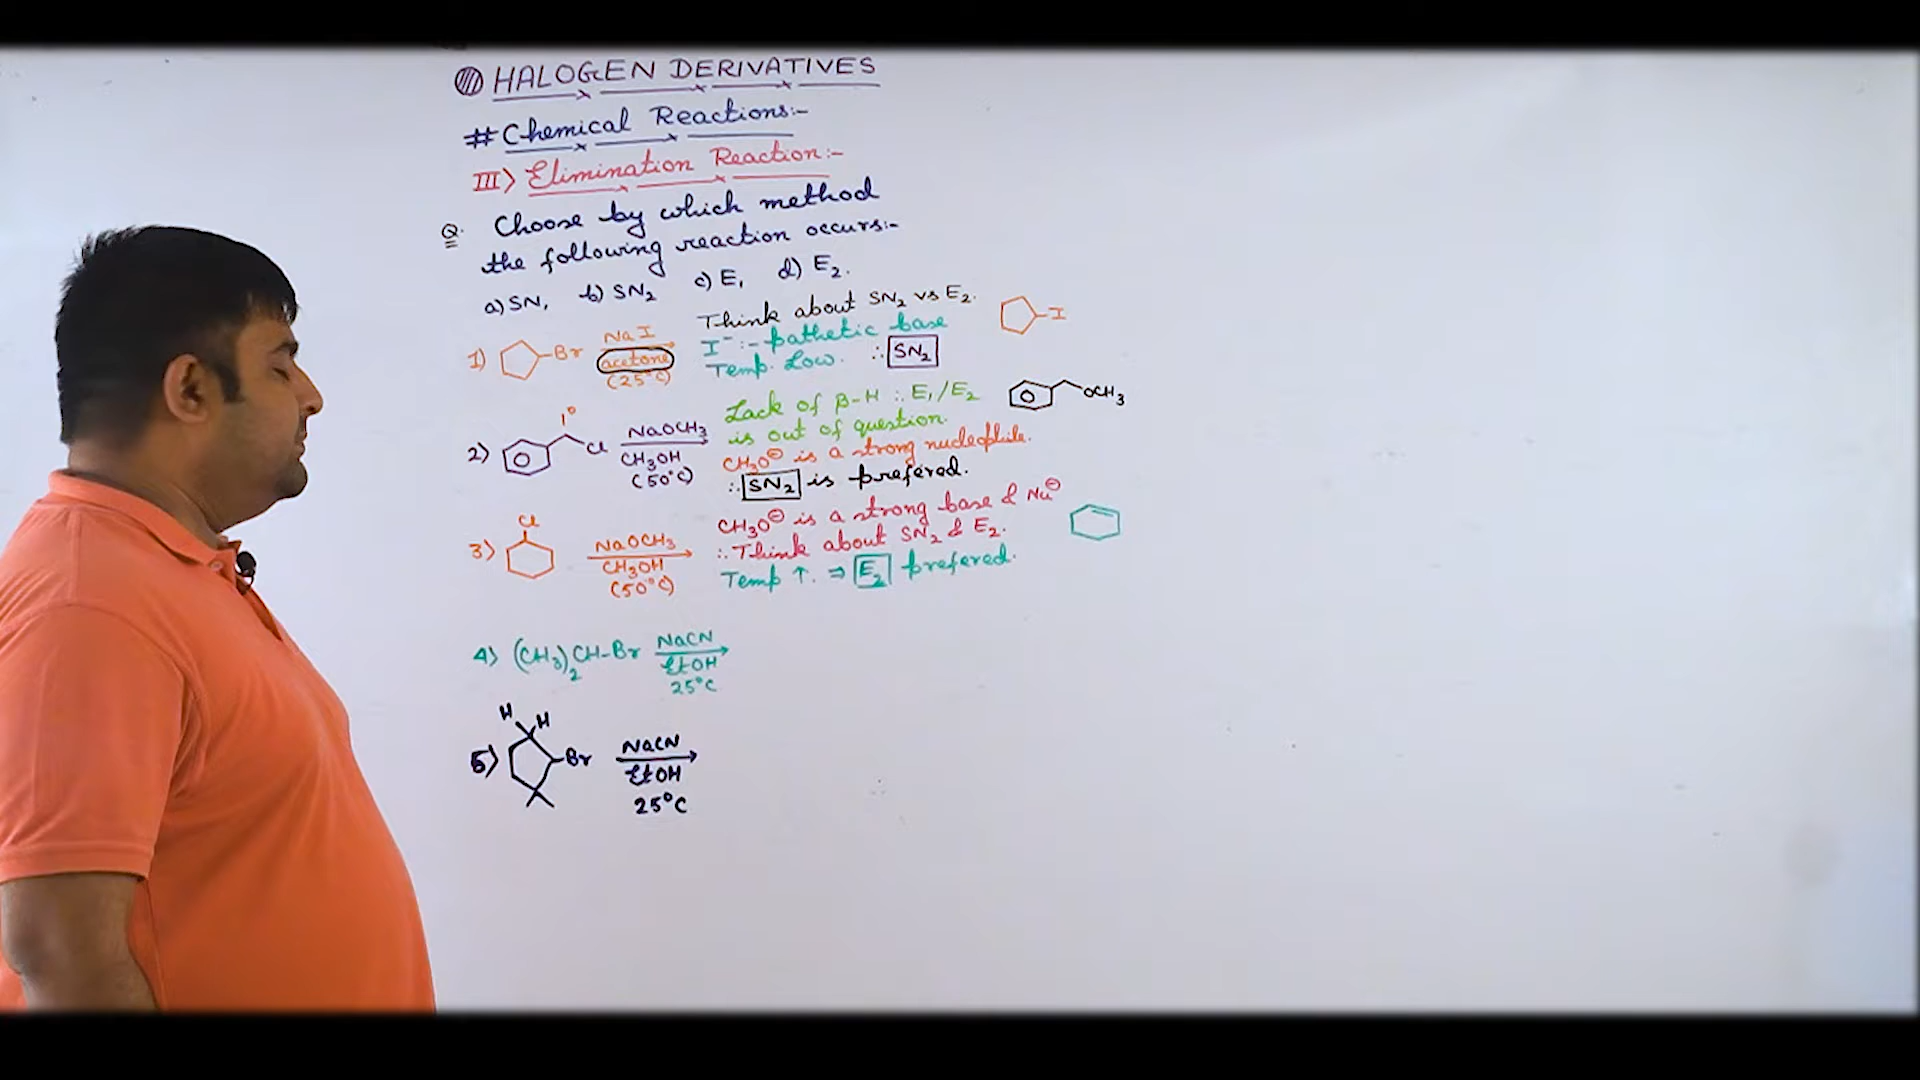 HALOGEN DERIVATIVES
# Chemical Reactions:-
III) Elimination Reaction:-
Q. Choose by which method
the following reaction occurs:-
a) SN1 b) SN2 c) E1 d) E2.
1) Br NaI acetone (25°C)
Think about SN2 vs E2.
I⁻:- pathetic base
Temp. Low. ∴ SN2
I
2) 1° Cl NaOCH3 CH3OH (50°C)
Lack of β-H ∴ E1/E2
is out of question.
CH3O⊖ is a strong nucleophile.
∴ SN2 is prefered.
OCH3
3) Cl NaOCH3 CH3OH (50°C)
CH3O⊖ is a strong base & Nu⊖
∴ Think about SN2 & E2.
Temp ↑. ⇒ E2 prefered.
4) (CH3)2CH-Br NaCN EtOH 25°C
5) H H Br NaCN EtOH 25°C